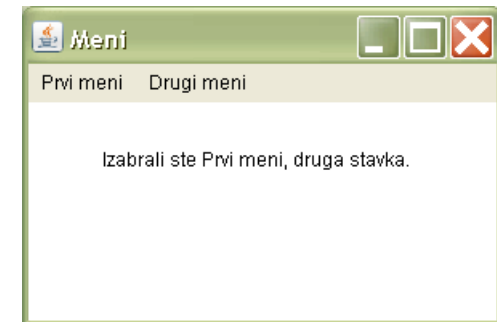 Meni
Prvi meni Drugi meni
Izabrali ste Prvi meni, druga stavka.